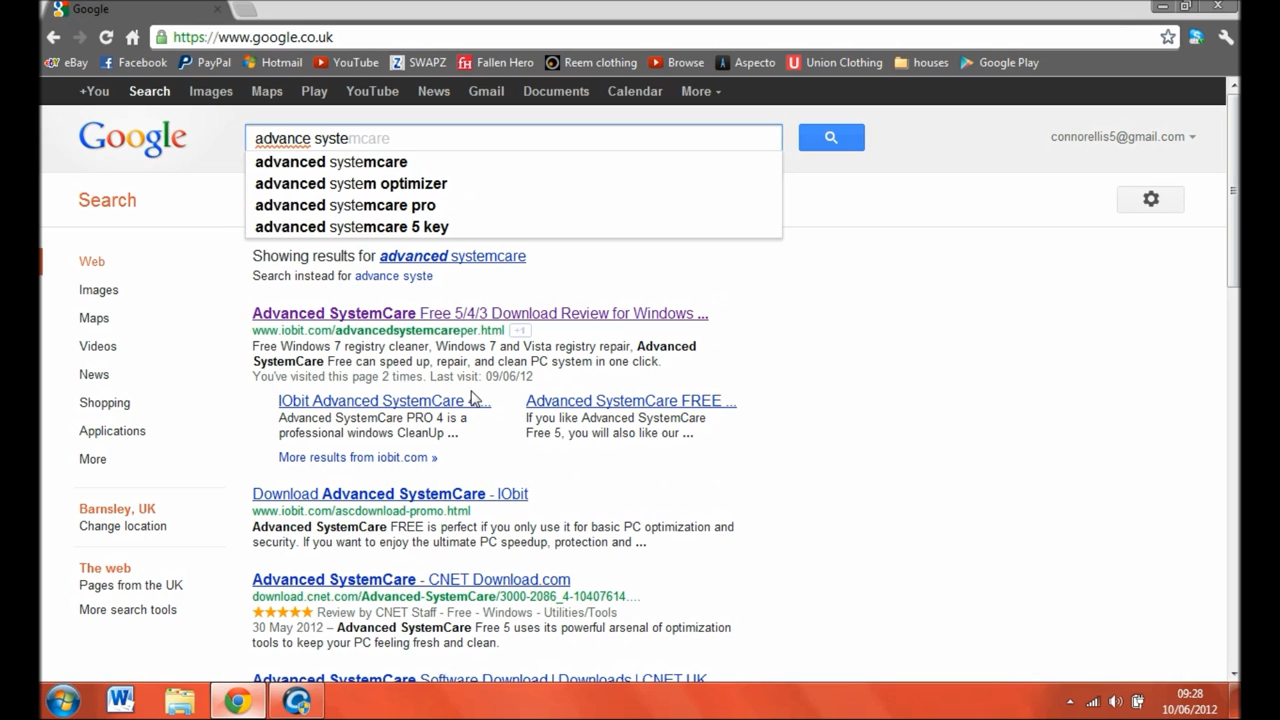 Google
https://www.google.co.uk
eBay Facebook PayPal Hotmail YouTube SWAPZ Fallen Hero Reem clothing Browse Aspecto Union Clothing houses Google Play
+You Search Images Maps Play YouTube News Gmail Documents Calendar More
Google
advance systemcare
connorellis5@gmail.com
advanced systemcare
advanced system optimizer
advanced systemcare pro
advanced systemcare 5 key
Search
Web
Images
Maps
Videos
News
Shopping
Applications
More
Barnsley, UK
Change location
The web
Pages from the UK
More search tools
Showing results for advanced systemcare
Search instead for advance syste
Advanced SystemCare Free 5/4/3 Download Review for Windows ...
www.iobit.com/advancedsystemcareper.html +1
Free Windows 7 registry cleaner, Windows 7 and Vista registry repair, Advanced
SystemCare Free can speed up, repair, and clean PC system in one click.
You've visited this page 2 times. Last visit: 09/06/12
IObit Advanced SystemCare ...
Advanced SystemCare PRO 4 is a
professional windows CleanUp ...
Advanced SystemCare FREE ...
If you like Advanced SystemCare
Free 5, you will also like our ...
More results from iobit.com »
Download Advanced SystemCare - IObit
www.iobit.com/ascdownload-promo.html
Advanced SystemCare FREE is perfect if you only use it for basic PC optimization and
security. If you want to enjoy the ultimate PC speedup, protection and ...
Advanced SystemCare - CNET Download.com
download.cnet.com/Advanced-SystemCare/3000-2086_4-10407614....
Review by CNET Staff - Free - Windows - Utilities/Tools
30 May 2012 – Advanced SystemCare Free 5 uses its powerful arsenal of optimization
tools to keep your PC feeling fresh and clean.
Advanced SystemCare Software Download | Downloads | CNET UK
09:28
10/06/2012